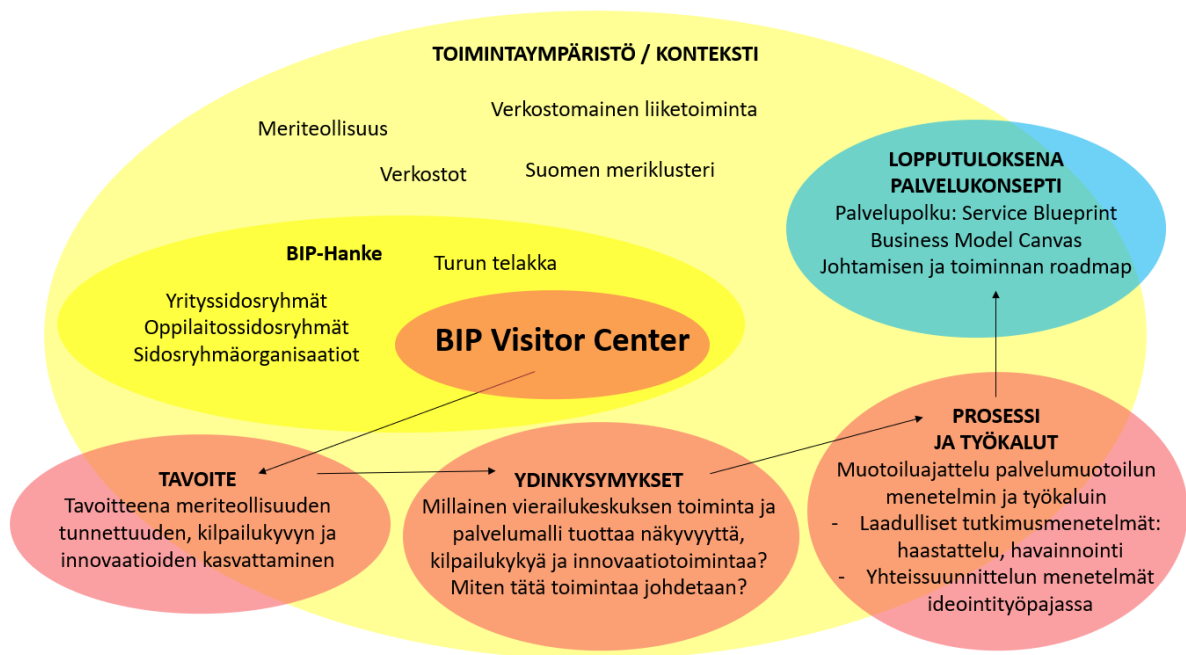 TOIMINTAYMPÄRISTÖ / KONTEKSTI
Verkostomainen liiketoiminta
Meriteollisuus
Suomen meriklusteri
Verkostot
BIP-Hanke
Turun telakka
Yrityssidosryhmät
Oppilaitossidosryhmät
Sidosryhmäorganisaatiot
BIP Visitor Center
TAVOITE
Tavoitteena meriteollisuuden
tunnettuuden, kilpailukyvyn ja
innovaatioiden kasvattaminen
YDINKYSYMYKSET
Millainen vierailukeskuksen toiminta ja
palvelumalli tuottaa näkyvyyttä,
kilpailukykyä ja innovaatiotoimintaa?
Miten tätä toimintaa johdetaan?
PROSESSI
JA TYÖKALUT
Muotoiluajattelu palvelumuotoilun
menetelmin ja työkaluin
- Laadulliset tutkimusmenetelmät:
haastattelu, havainnointi
- Yhteissuunnittelun menetelmät
ideointityöpajassa
LOPPUTULOKSENA
PALVELUKONSEPTI
Palvelupolku: Service Blueprint
Business Model Canvas
Johtamisen ja toiminnan roadmap